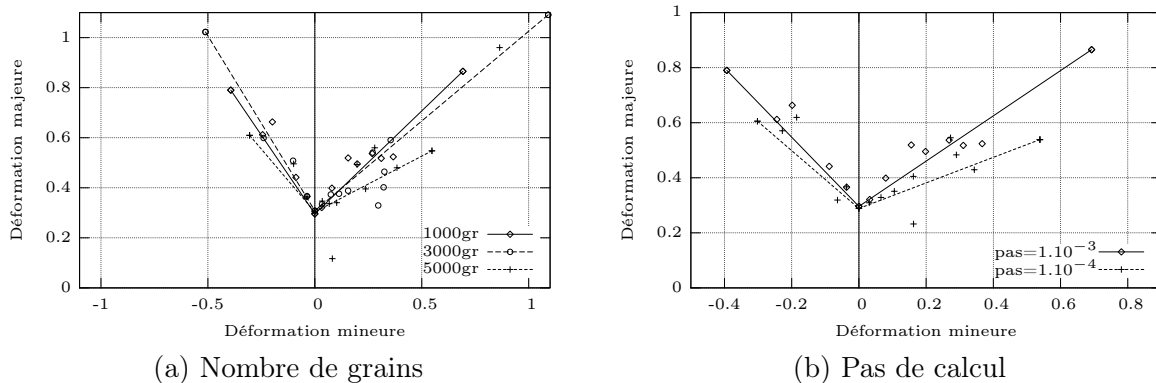 1
0.8
0.6
0.4
0.2
0
-1
-0.5
0
0.5
1
Déformation majeure
Déformation mineure
1000gr
3000gr
5000gr
(a) Nombre de grains
1
0.8
0.6
0.4
0.2
0
-0.4
-0.2
0
0.2
0.4
0.6
0.8
Déformation majeure
Déformation mineure
pas=1.10⁻³
pas=1.10⁻⁴
(b) Pas de calcul